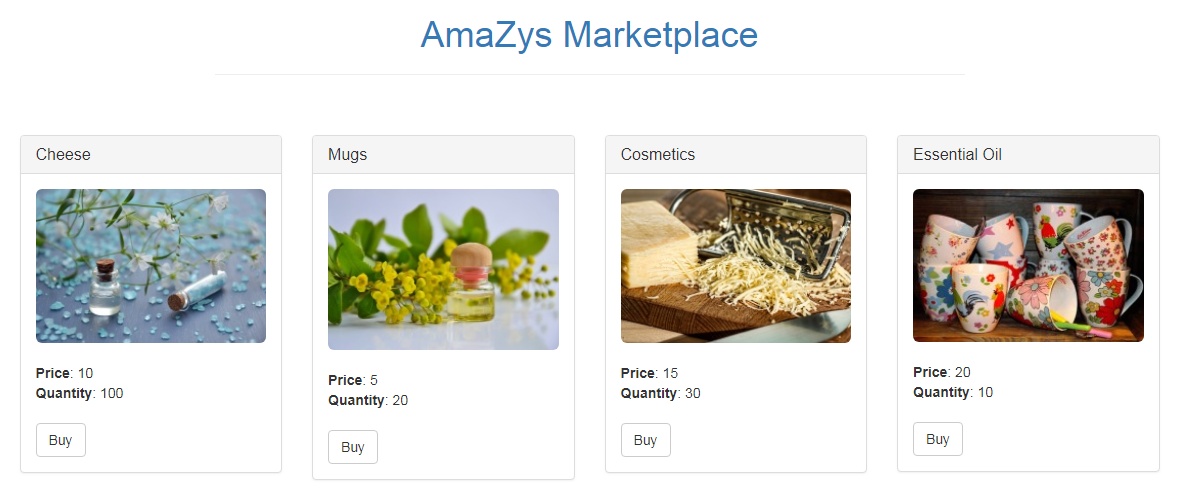 AmaZys Marketplace
Cheese
Price: 10
Quantity: 100
Buy
Mugs
Price: 5
Quantity: 20
Buy
Cosmetics
Price: 15
Quantity: 30
Buy
Essential Oil
Price: 20
Quantity: 10
Buy